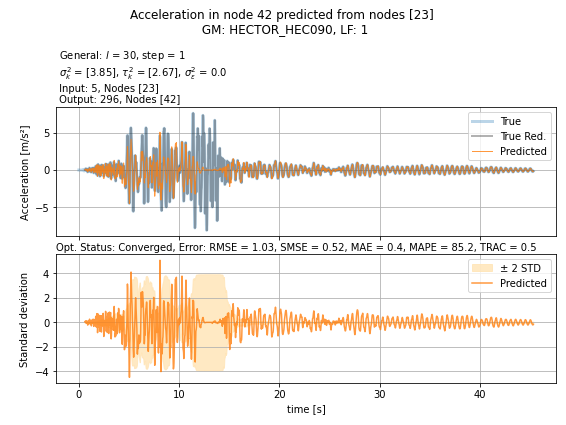 Acceleration in node 42 predicted from nodes [23]
GM: HECTOR_HEC090, LF: 1
General: l = 30, step = 1
σ²ₖ = [3.85], τ²ₖ = [2.67], σ²ε = 0.0
Input: 5, Nodes [23]
Output: 296, Nodes [42]
Acceleration [m/s²]
5
0
−5
True
True Red.
Predicted
Opt. Status: Converged, Error: RMSE = 1.03, SMSE = 0.52, MAE = 0.4, MAPE = 85.2, TRAC = 0.5
Standard deviation
4
2
0
−2
−4
± 2 STD
Predicted
0 10 20 30 40
time [s]